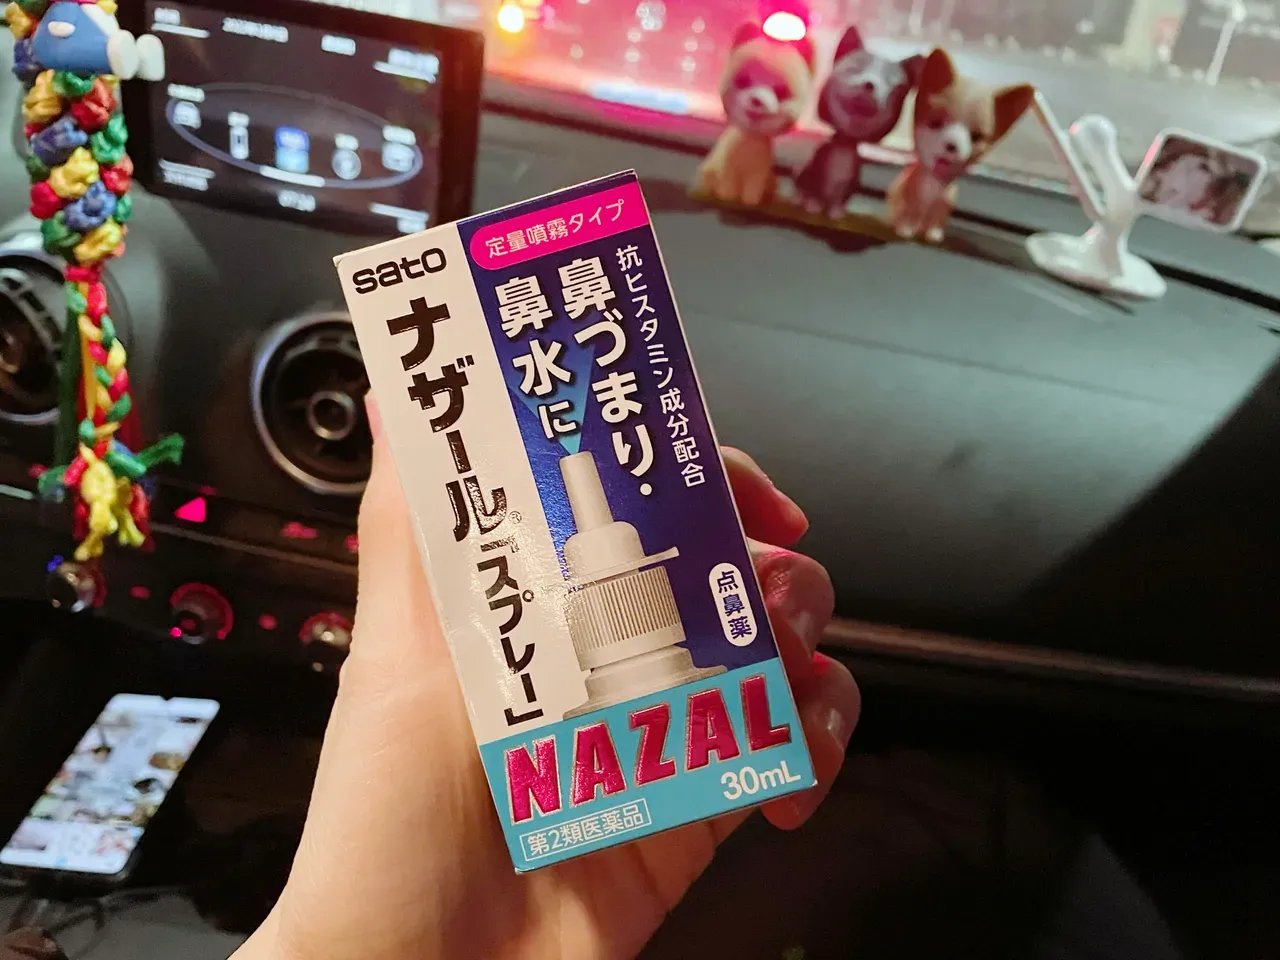 sato
ナザール®「スプレー」
定量噴霧タイプ
抗ヒスタミン成分配合
鼻づまり・
鼻水に
点鼻薬
NAZAL
30mL
第2類医薬品